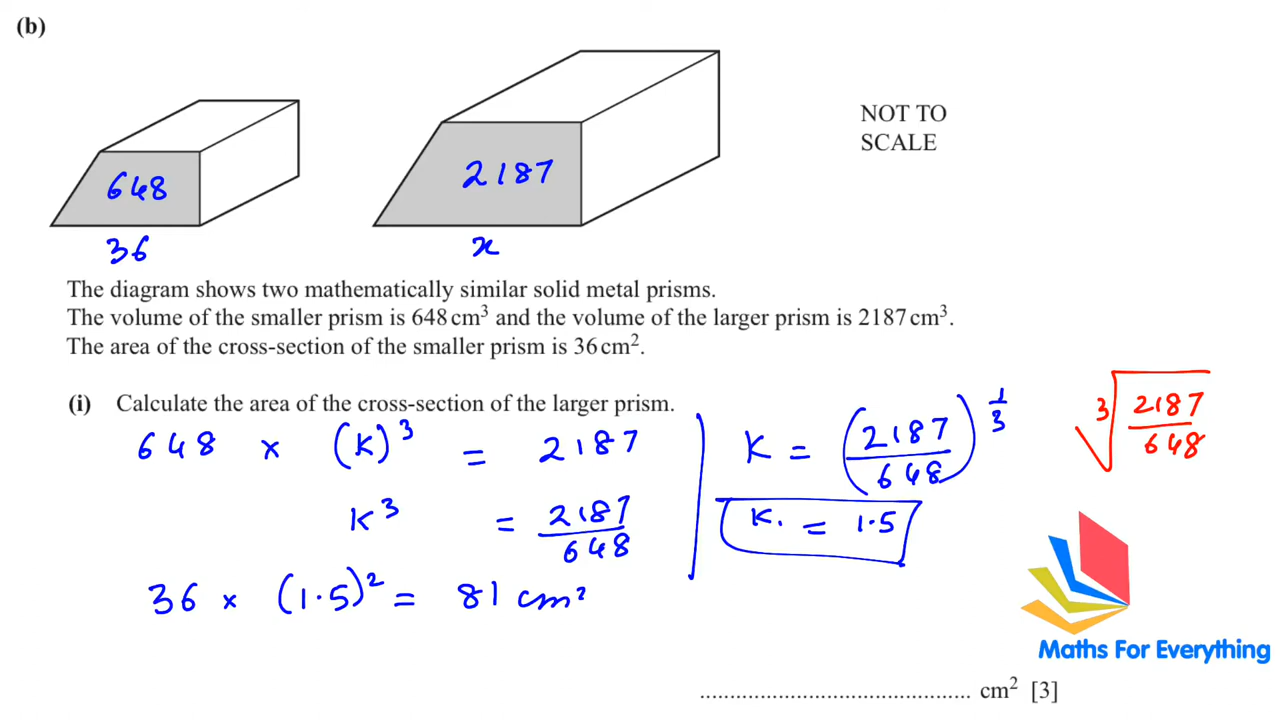 (b)
648
2187
NOT TO
SCALE
36
x
The diagram shows two mathematically similar solid metal prisms.
The volume of the smaller prism is 648 cm³ and the volume of the larger prism is 2187 cm³.
The area of the cross-section of the smaller prism is 36 cm².
(i) Calculate the area of the cross-section of the larger prism.
648 × (K)³ = 2187
K³ = 2187/648
36 × (1.5)² = 81 cm²
K = (2187/648)^1/3
K. = 1.5
∛(2187/648)
Maths For Everything
.............................................. cm² [3]